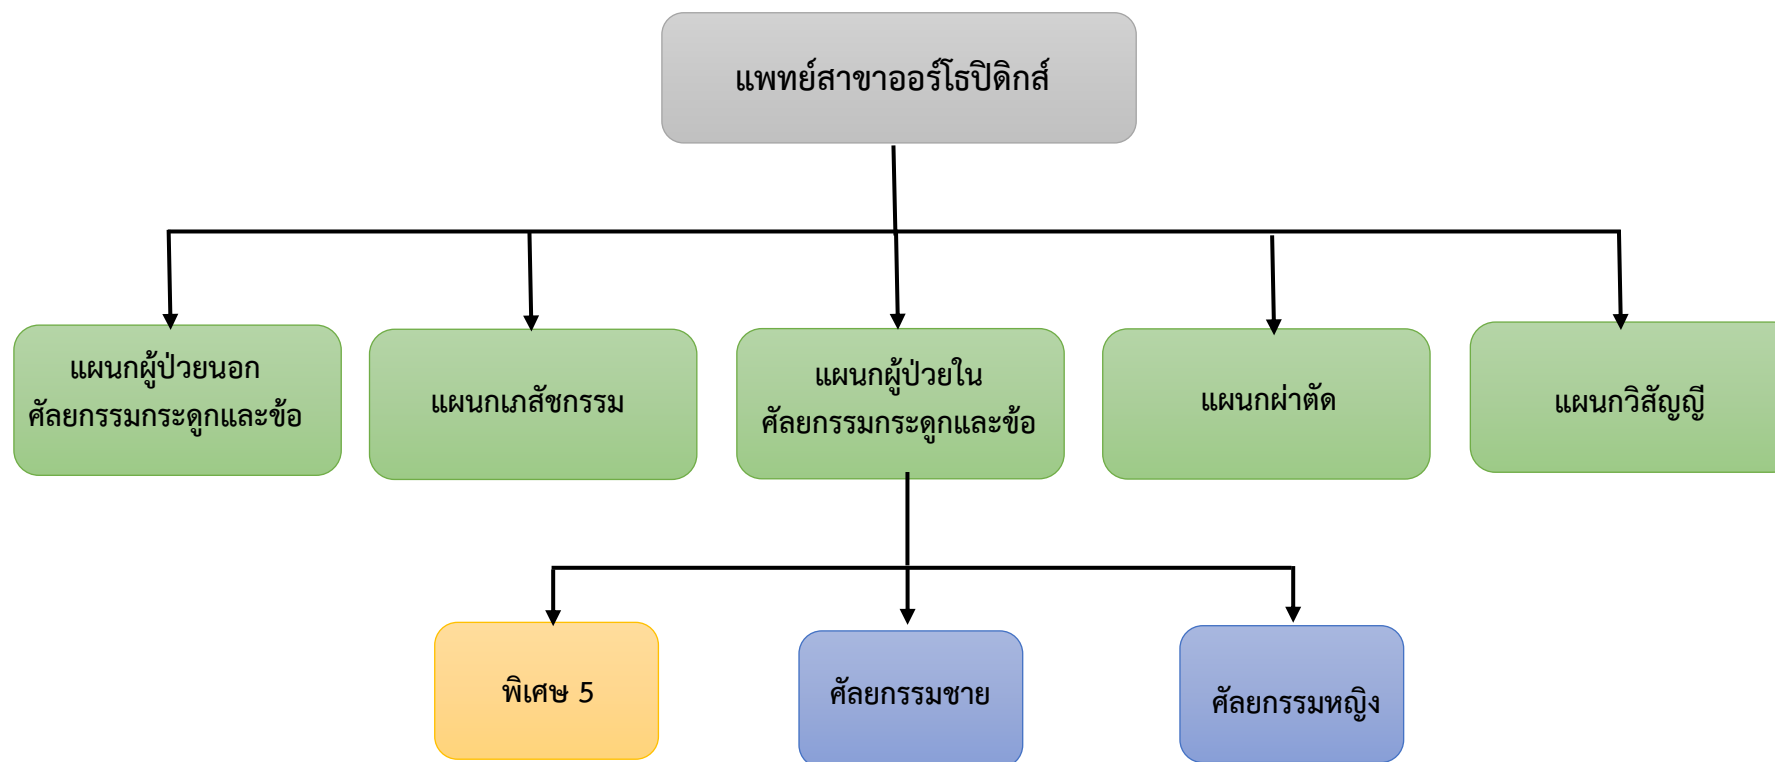 แพทย์สาขาออร์โธปิดิกส์
แผนกผู้ป่วยนอก
ศัลยกรรมกระดูกและข้อ
แผนกเภสัชกรรม
แผนกผู้ป่วยใน
ศัลยกรรมกระดูกและข้อ
แผนกผ่าตัด
แผนกวิสัญญี
พิเศษ 5
ศัลยกรรมชาย
ศัลยกรรมหญิง